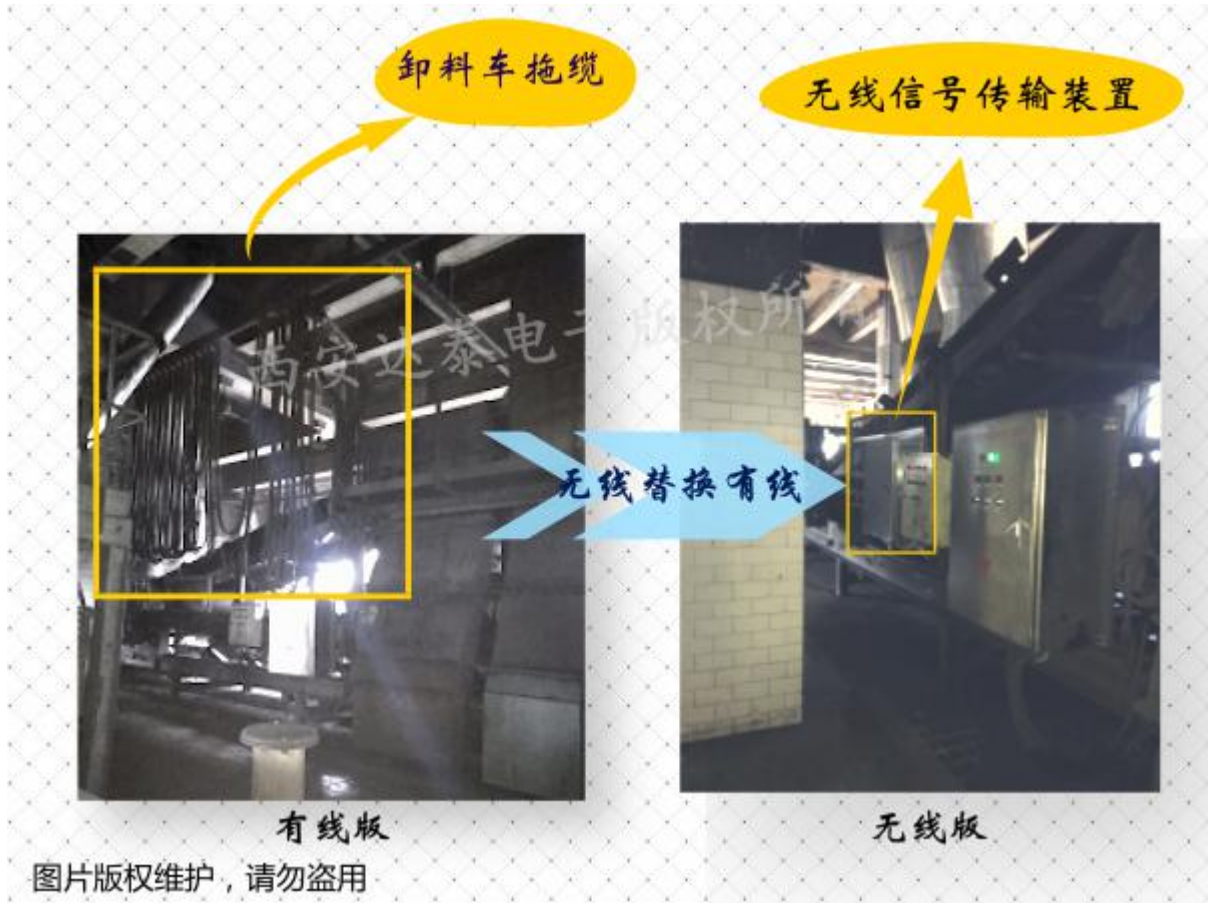 卸料车拖缆
无线信号传输装置
西安达泰电子版权所有
无线替换有线
有线版
无线版
图片版权维护，请勿盗用